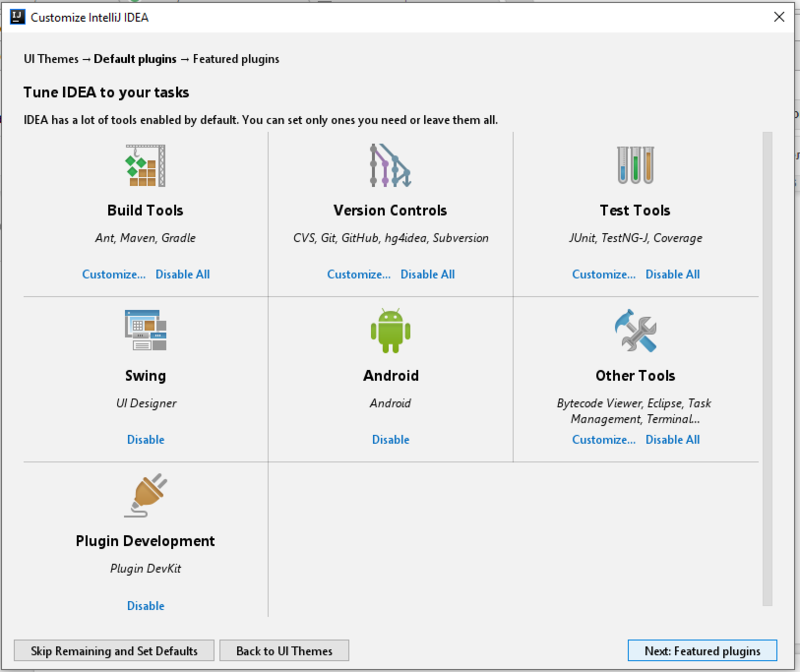 IJ
Customize IntelliJ IDEA
UI Themes → Default plugins → Featured plugins
Tune IDEA to your tasks
IDEA has a lot of tools enabled by default. You can set only ones you need or leave them all.
Build Tools
Ant, Maven, Gradle
Customize... Disable All
Version Controls
CVS, Git, GitHub, hg4idea, Subversion
Customize... Disable All
Test Tools
JUnit, TestNG-J, Coverage
Customize... Disable All
Swing
UI Designer
Disable
Android
Android
Disable
Other Tools
Bytecode Viewer, Eclipse, Task
Management, Terminal...
Customize... Disable All
Plugin Development
Plugin DevKit
Disable
Skip Remaining and Set Defaults
Back to UI Themes
Next: Featured plugins